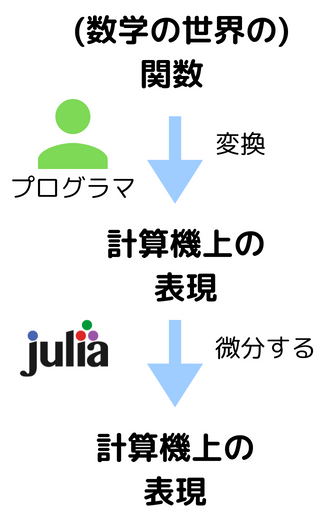 (数学の世界の)
関数
変換
プログラマ
計算機上の
表現
julia
微分する
計算機上の
表現